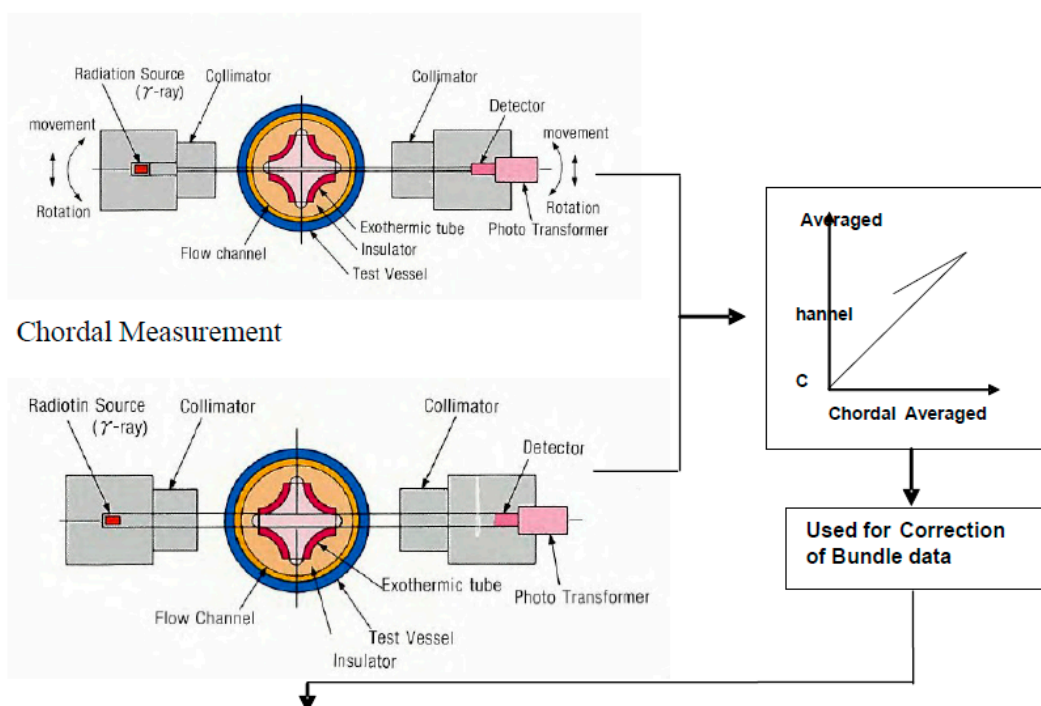 Radiation Source
(γ-ray)
Collimator
Collimator
Detector
movement
movement
Rotation
Rotation
Photo Transformer
Exothermic tube
Insulator
Flow channel
Test Vessel
Chordal Measurement
Radiotin Source
(γ-ray)
Collimator
Collimator
Detector
Exothermic tube
Photo Transformer
Flow Channel
Test Vessel
Insulator
Averaged
hannel
C
Chordal Averaged
Used for Correction
of Bundle data